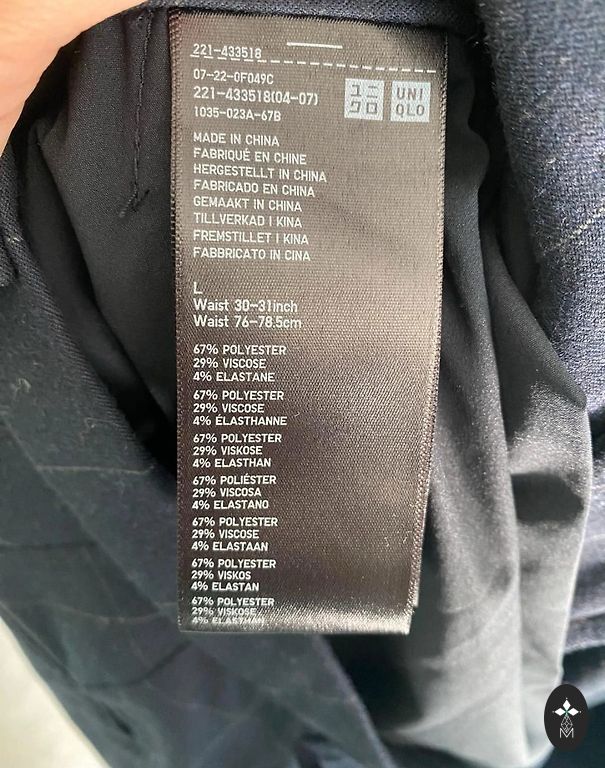 221-433518
07-22-0F049C
221-433518(04-07)
1035-023A-67B
ユニ
クロ
UNI
QLO
MADE IN CHINA
FABRIQUÉ EN CHINE
HERGESTELLT IN CHINA
FABRICADO EN CHINA
GEMAAKT IN CHINA
TILLVERKAD I KINA
FREMSTILLET I KINA
FABBRICATO IN CINA
L
Waist 30-31inch
Waist 76-78.5cm
67% POLYESTER
29% VISCOSE
4% ELASTANE
67% POLYESTER
29% VISCOSE
4% ÉLASTHANNE
67% POLYESTER
29% VISKOSE
4% ELASTHAN
67% POLIÉSTER
29% VISCOSA
4% ELASTANO
67% POLYESTER
29% VISCOSE
4% ELASTAAN
67% POLYESTER
29% VISKOS
4% ELASTAN
67% POLYESTER
29% VISKOSE
4% ELASTHAN
M